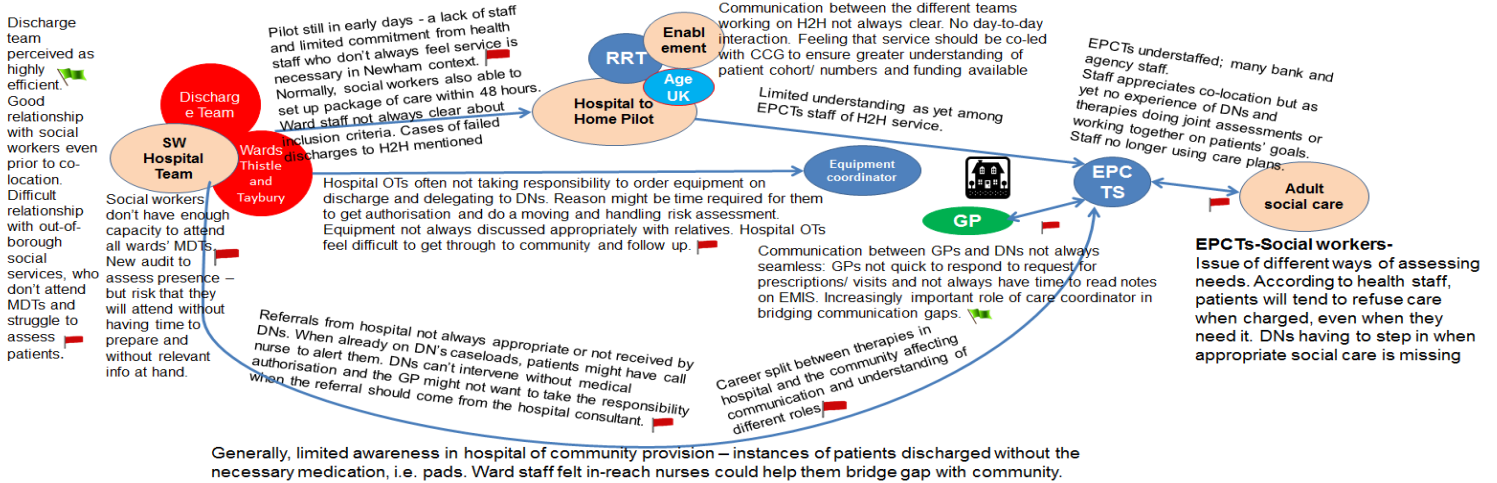 Discharge
team
perceived as
highly
efficient.
Good
relationship
with social
workers even
prior to co-
location.
Difficult
relationship
with out-of-
borough
social
services, who
don't attend
MDTs and
struggle to
assess
patients.
Discharg
e Team
SW
Hospital
Team
Wards
Thistle
and
Taybury
Social workers
don't have enough
capacity to attend
all wards' MDTs.
New audit to
assess presence –
but risk that they
will attend without
having time to
prepare and
without relevant
info at hand.
Pilot still in early days - a lack of staff
and limited commitment from health
staff who don't always feel service is
necessary in Newham context.
Normally, social workers also able to
set up package of care within 48 hours.
Ward staff not always clear about
inclusion criteria. Cases of failed
discharges to H2H mentioned
RRT
Enabl
ement
Age
UK
Hospital to
Home Pilot
Communication between the different teams
working on H2H not always clear. No day-to-day
interaction. Feeling that service should be co-led
with CCG to ensure greater understanding of
patient cohort/ numbers and funding available
Limited understanding as yet among
EPCTs staff of H2H service.
EPCTs understaffed; many bank and
agency staff.
Staff appreciates co-location but as
yet no experience of DNs and
therapies doing joint assessments or
working together on patients' goals.
Staff no longer using care plans.
Equipment
coordinator
Hospital OTs often not taking responsibility to order equipment on
discharge and delegating to DNs. Reason might be time required for them
to get authorisation and do a moving and handling risk assessment.
Equipment not always discussed appropriately with relatives. Hospital OTs
feel difficult to get through to community and follow up.
GP
EPC
TS
Adult
social care
Communication between GPs and DNs not always
seamless: GPs not quick to respond to request for
prescriptions/ visits and not always have time to read notes
on EMIS. Increasingly important role of care coordinator in
bridging communication gaps.
EPCTs-Social workers-
Issue of different ways of assessing
needs. According to health staff,
patients will tend to refuse care
when charged, even when they
need it. DNs having to step in when
appropriate social care is missing
Referrals from hospital not always appropriate or not received by
DNs. When already on DN's caseloads, patients might have call
nurse to alert them. DNs can't intervene without medical
authorisation and the GP might not want to take the responsibility
when the referral should come from the hospital consultant.
Career split between therapies in
hospital and the community affecting
communication and understanding of
different roles
Generally, limited awareness in hospital of community provision – instances of patients discharged without the
necessary medication, i.e. pads. Ward staff felt in-reach nurses could help them bridge gap with community.